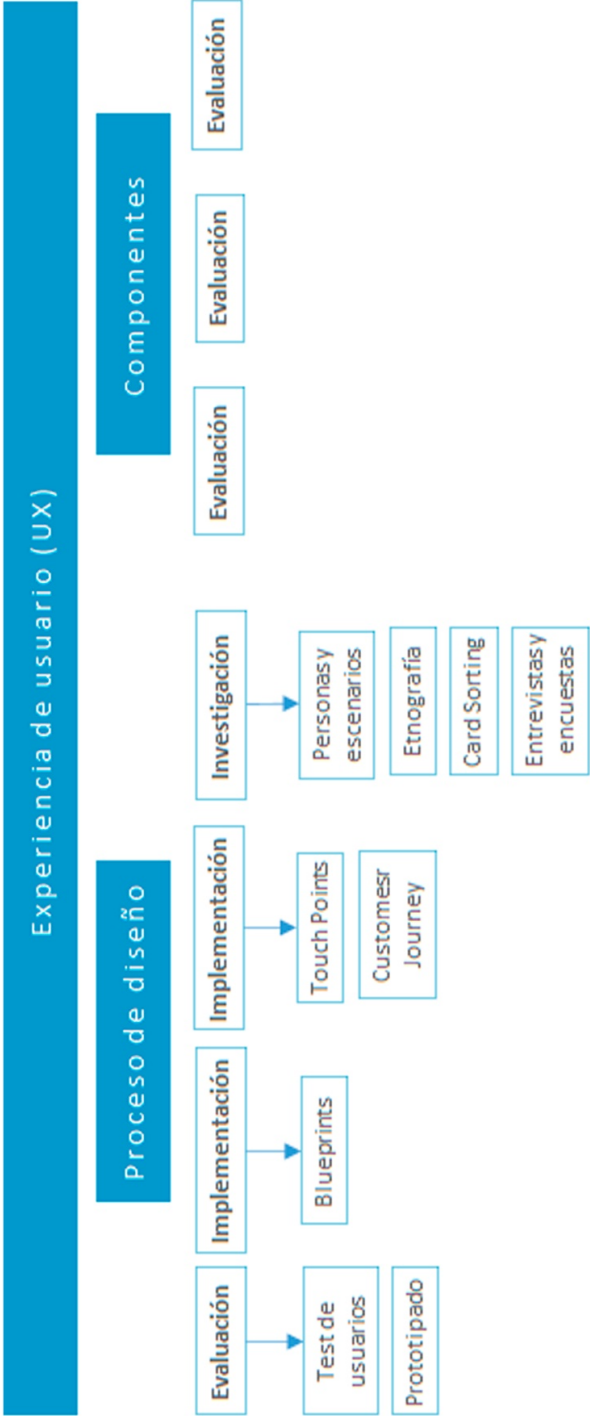 Experiencia de usuario (UX)
Proceso de diseño
Componentes
Evaluación
Implementación
Implementación
Investigación
Evaluación
Evaluación
Evaluación
Test de
usuarios
Prototipado
Blueprints
Touch Points
Customesr
Journey
Personas y
escenarios
Etnografía
Card Sorting
Entrevistas y
encuestas